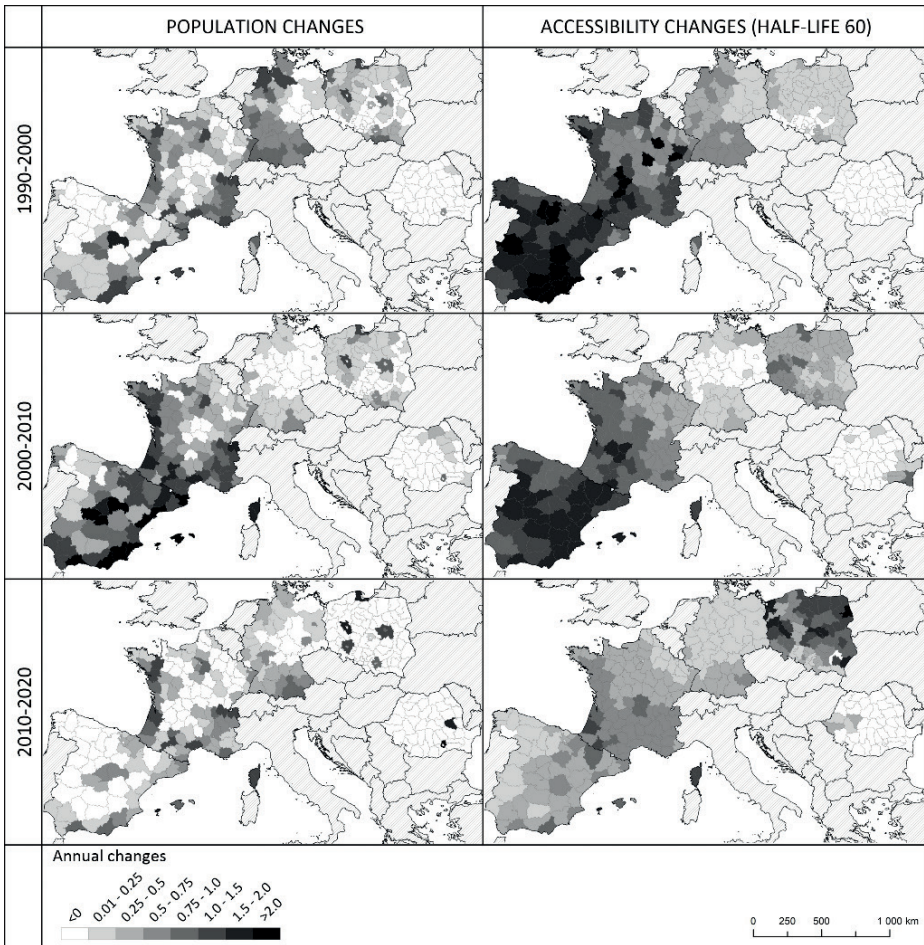 POPULATION CHANGES
ACCESSIBILITY CHANGES (HALF-LIFE 60)
1990-2000
2000-2010
2010-2020
Annual changes
<0
0.01 - 0.25
0.25 - 0.5
0.5 - 0.75
0.75 - 1.0
1.0 - 1.5
1.5 - 2.0
>2.0
0 250 500 1 000 km